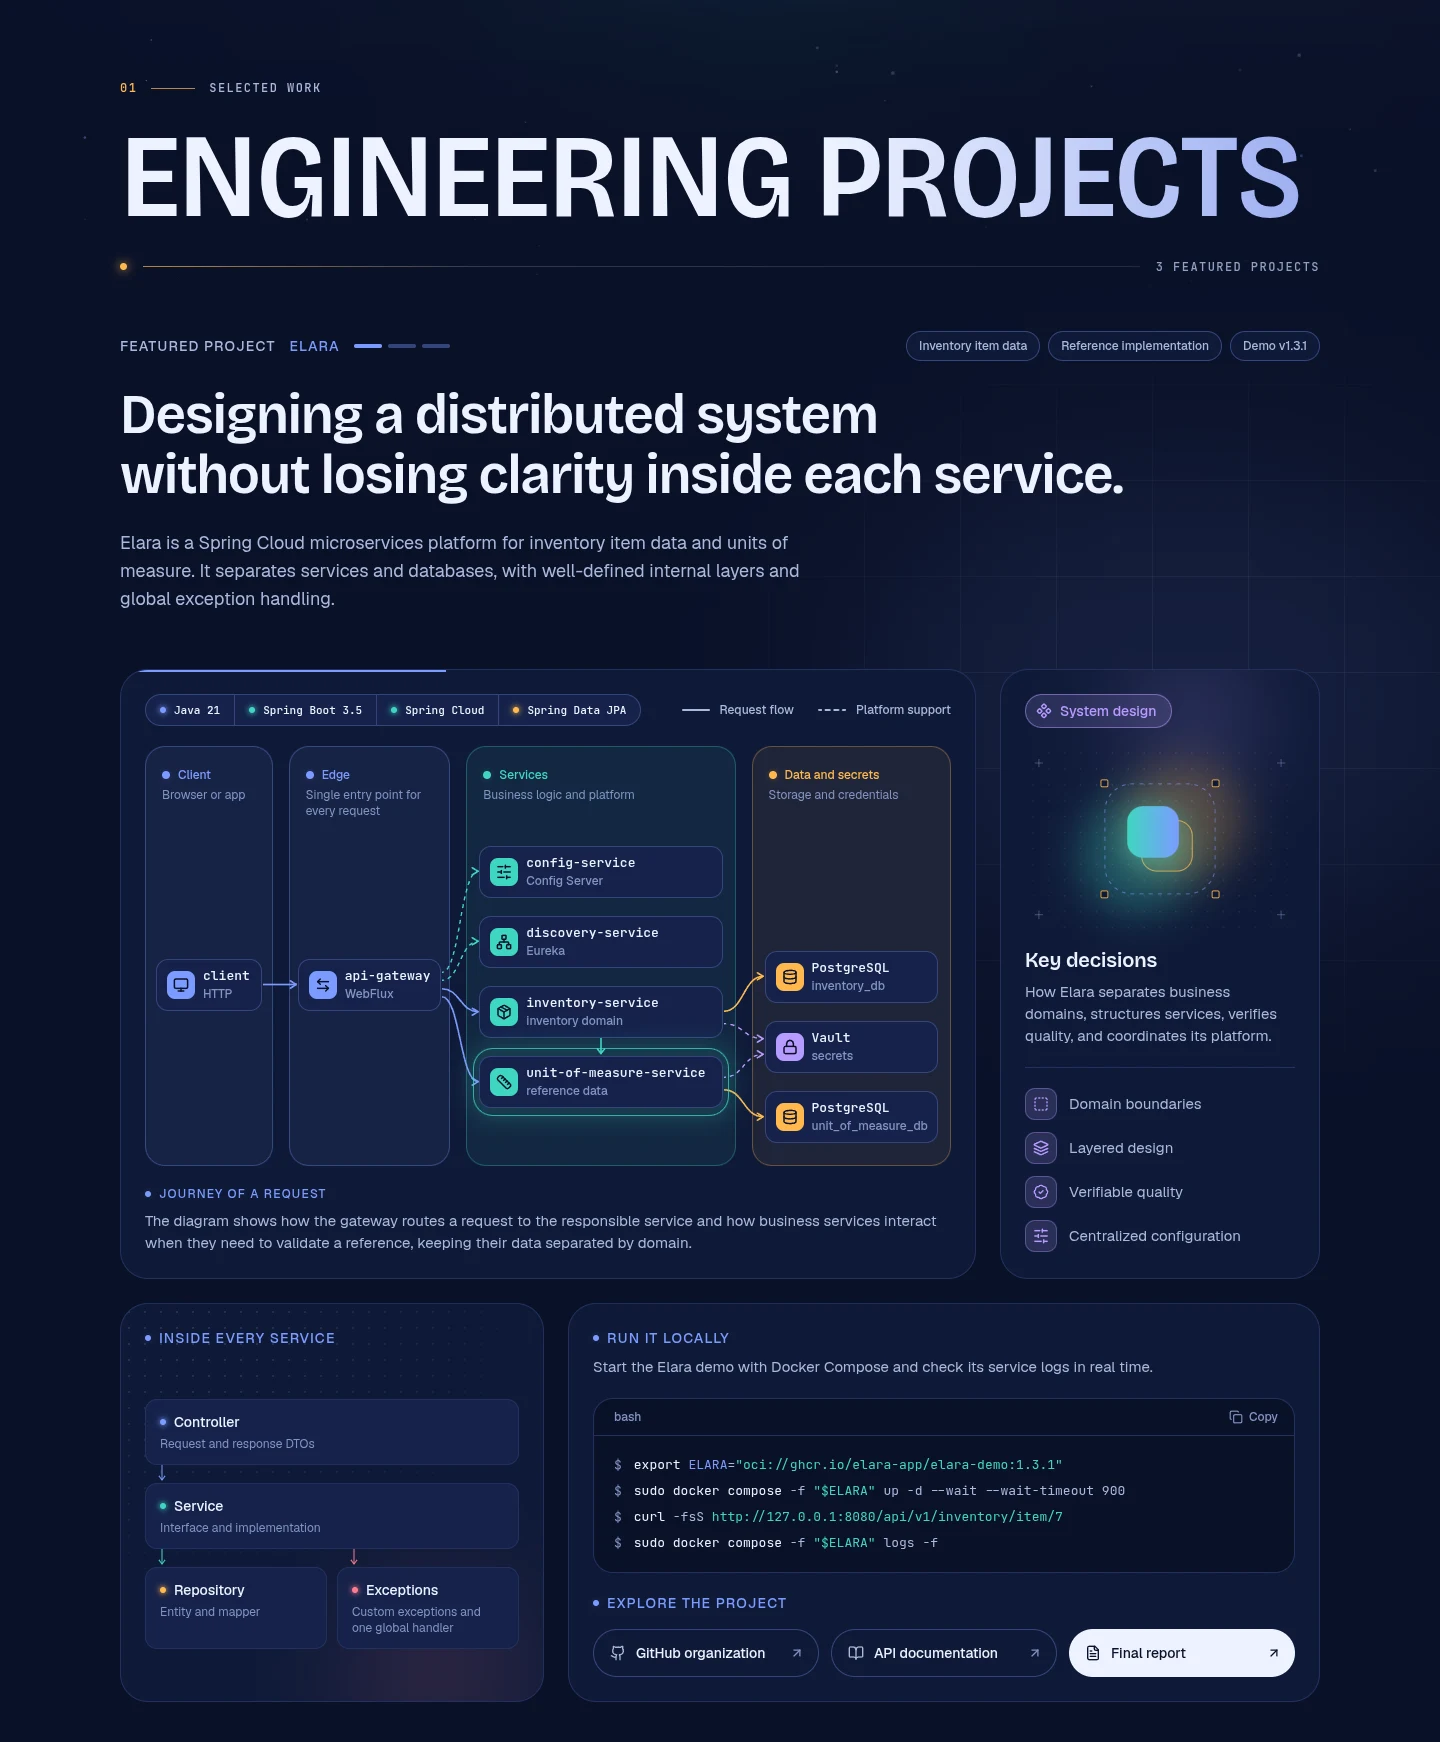 01 SELECTED WORK
ENGINEERING PROJECTS
3 FEATURED PROJECTS
FEATURED PROJECT ELARA
Inventory item data
Reference implementation
Demo v1.3.1
Designing a distributed system
without losing clarity inside each service.
Elara is a Spring Cloud microservices platform for inventory item data and units of
measure. It separates services and databases, with well-defined internal layers and
global exception handling.
Java 21
Spring Boot 3.5
Spring Cloud
Spring Data JPA
Request flow
Platform support
Client
Browser or app
Edge
Single entry point for
every request
Services
Business logic and platform
Data and secrets
Storage and credentials
client
HTTP
api-gateway
WebFlux
config-service
Config Server
discovery-service
Eureka
inventory-service
inventory domain
unit-of-measure-service
reference data
PostgreSQL
inventory_db
Vault
secrets
PostgreSQL
unit_of_measure_db
JOURNEY OF A REQUEST
The diagram shows how the gateway routes a request to the responsible service and how business services interact
when they need to validate a reference, keeping their data separated by domain.
System design
Key decisions
How Elara separates business
domains, structures services, verifies
quality, and coordinates its platform.
Domain boundaries
Layered design
Verifiable quality
Centralized configuration
INSIDE EVERY SERVICE
Controller
Request and response DTOs
Service
Interface and implementation
Repository
Entity and mapper
Exceptions
Custom exceptions and
one global handler
RUN IT LOCALLY
Start the Elara demo with Docker Compose and check its service logs in real time.
bash
Copy
$ export ELARA="oci://ghcr.io/elara-app/elara-demo:1.3.1"
$ sudo docker compose -f "$ELARA" up -d --wait --wait-timeout 900
$ curl -fsS http://127.0.0.1:8080/api/v1/inventory/item/7
$ sudo docker compose -f "$ELARA" logs -f
EXPLORE THE PROJECT
GitHub organization
API documentation
Final report